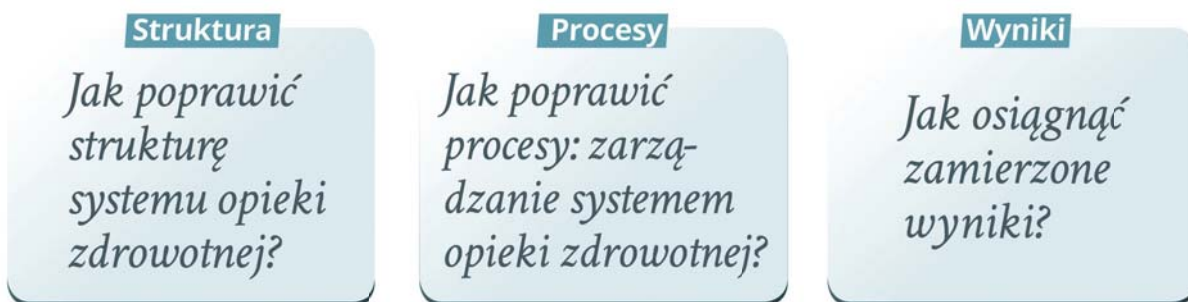 Struktura
Jak poprawić
strukturę
systemu opieki
zdrowotnej?
Procesy
Jak poprawić
procesy: zarzą-
dzanie systemem
opieki zdrowotnej?
Wyniki
Jak osiągnąć
zamierzone
wyniki?